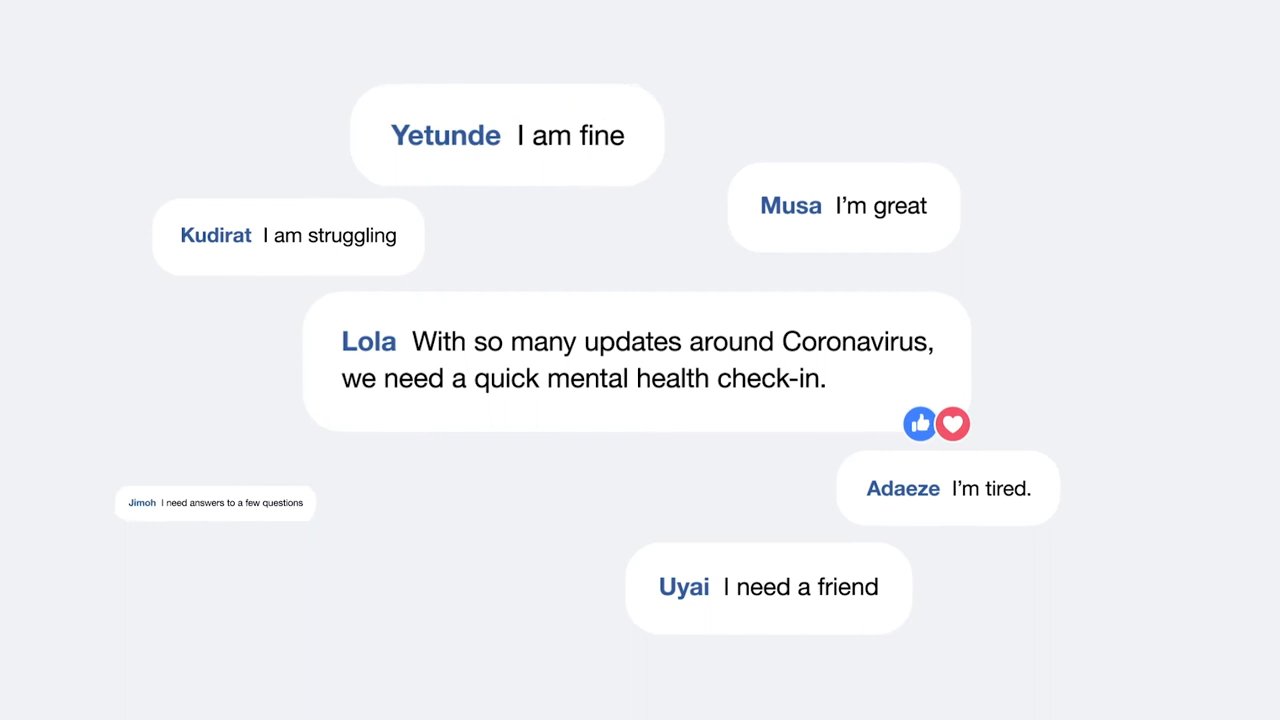 Yetunde I am fine
Musa I’m great
Kudirat I am struggling
Lola With so many updates around Coronavirus,
we need a quick mental health check-in.
Adaeze I’m tired.
Jimoh I need answers to a few questions
Uyai I need a friend